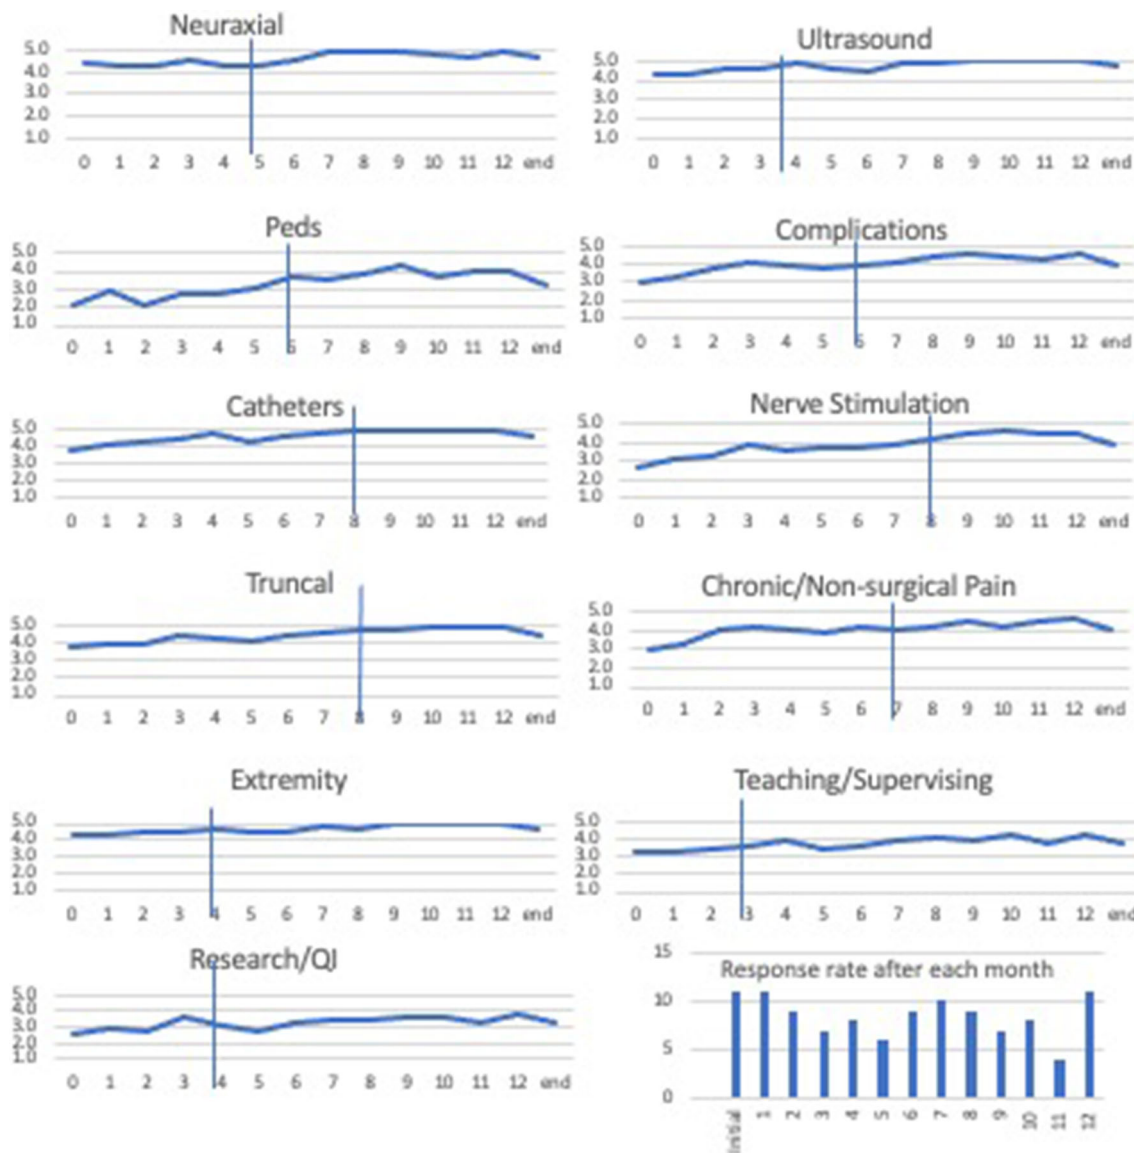 Neuraxial
5.0
4.0
3.0
2.0
1.0
0 1 2 3 4 5 6 7 8 9 10 11 12 end
Ultrasound
5.0
4.0
3.0
2.0
1.0
0 1 2 3 4 5 6 7 8 9 10 11 12 end
Peds
5.0
4.0
3.0
2.0
1.0
0 1 2 3 4 5 6 7 8 9 10 11 12 end
Complications
5.0
4.0
3.0
2.0
1.0
0 1 2 3 4 5 6 7 8 9 10 11 12 end
Catheters
5.0
4.0
3.0
2.0
1.0
0 1 2 3 4 5 6 7 8 9 10 11 12 end
Nerve Stimulation
5.0
4.0
3.0
2.0
1.0
0 1 2 3 4 5 6 7 8 9 10 11 12 end
Truncal
5.0
4.0
3.0
2.0
1.0
0 1 2 3 4 5 6 7 8 9 10 11 12 end
Chronic/Non-surgical Pain
5.0
4.0
3.0
2.0
1.0
0 1 2 3 4 5 6 7 8 9 10 11 12 end
Extremity
5.0
4.0
3.0
2.0
1.0
0 1 2 3 4 5 6 7 8 9 10 11 12 end
Teaching/Supervising
5.0
4.0
3.0
2.0
1.0
0 1 2 3 4 5 6 7 8 9 10 11 12 end
Research/QI
5.0
4.0
3.0
2.0
1.0
0 1 2 3 4 5 6 7 8 9 10 11 12 end
Response rate after each month
15
10
5
0
Initial 1 2 3 4 5 6 7 8 9 10 11 12